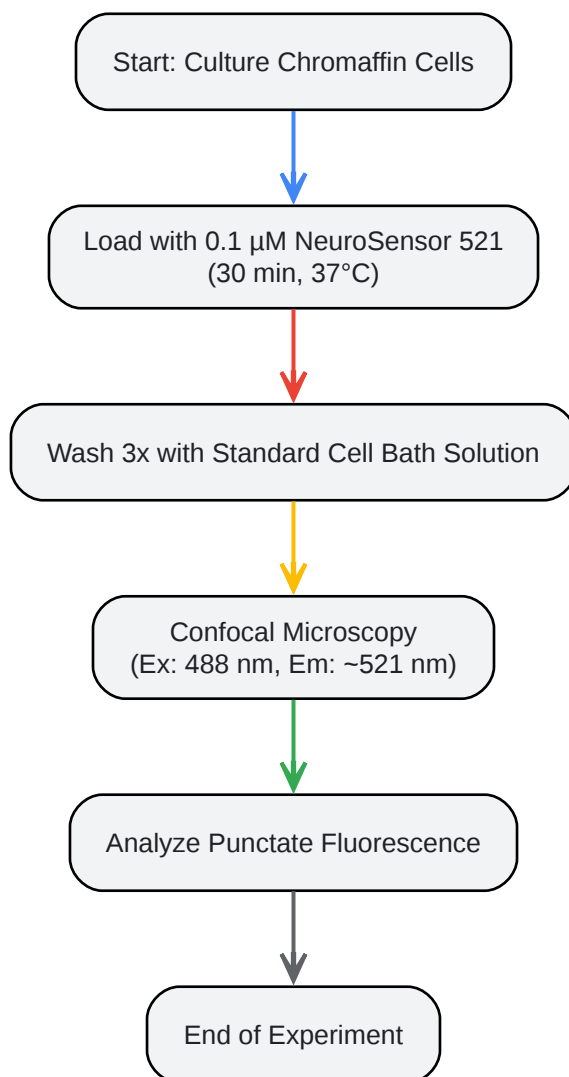 Start: Culture Chromaffin Cells
Load with 0.1 µM NeuroSensor 521
(30 min, 37°C)
Wash 3x with Standard Cell Bath Solution
Confocal Microscopy
(Ex: 488 nm, Em: ~521 nm)
Analyze Punctate Fluorescence
End of Experiment